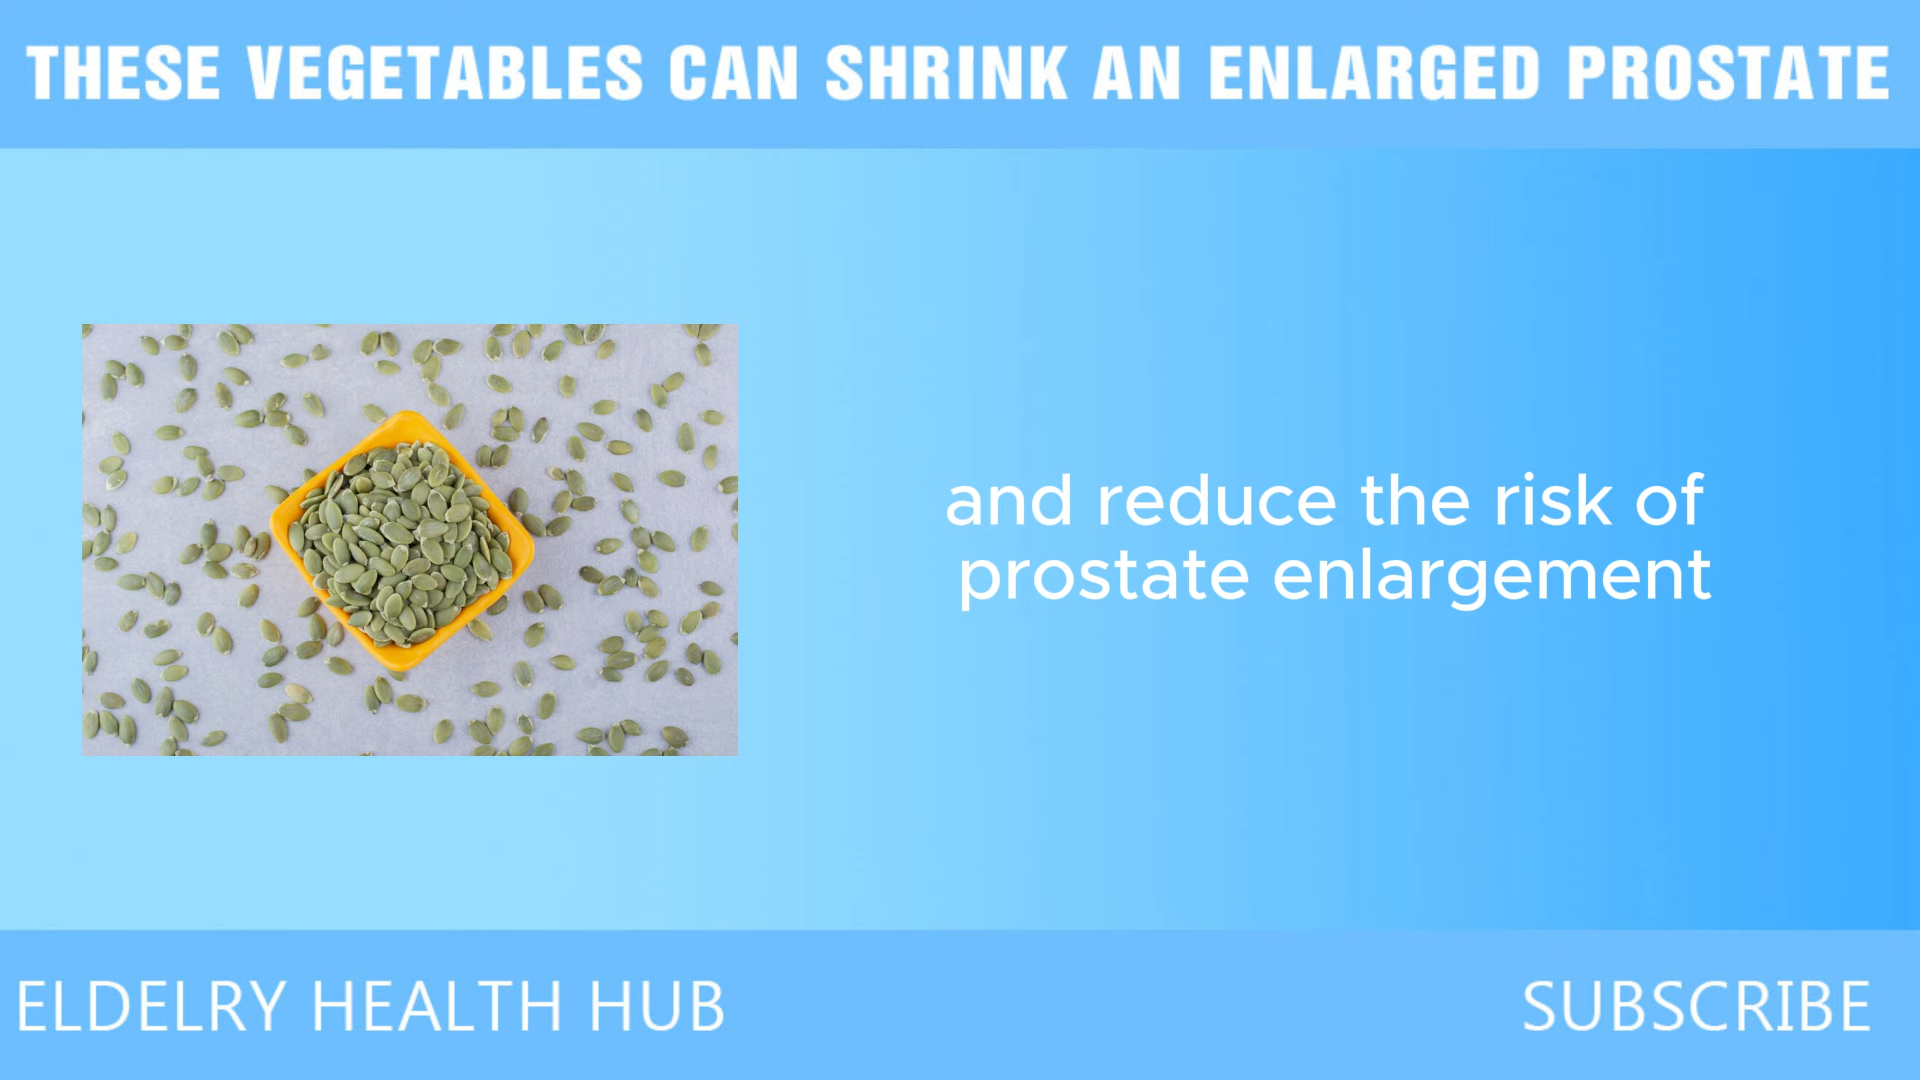 THESE VEGETABLES CAN SHRINK AN ENLARGED PROSTATE
and reduce the risk of
prostate enlargement
ELDELRY HEALTH HUB
SUBSCRIBE